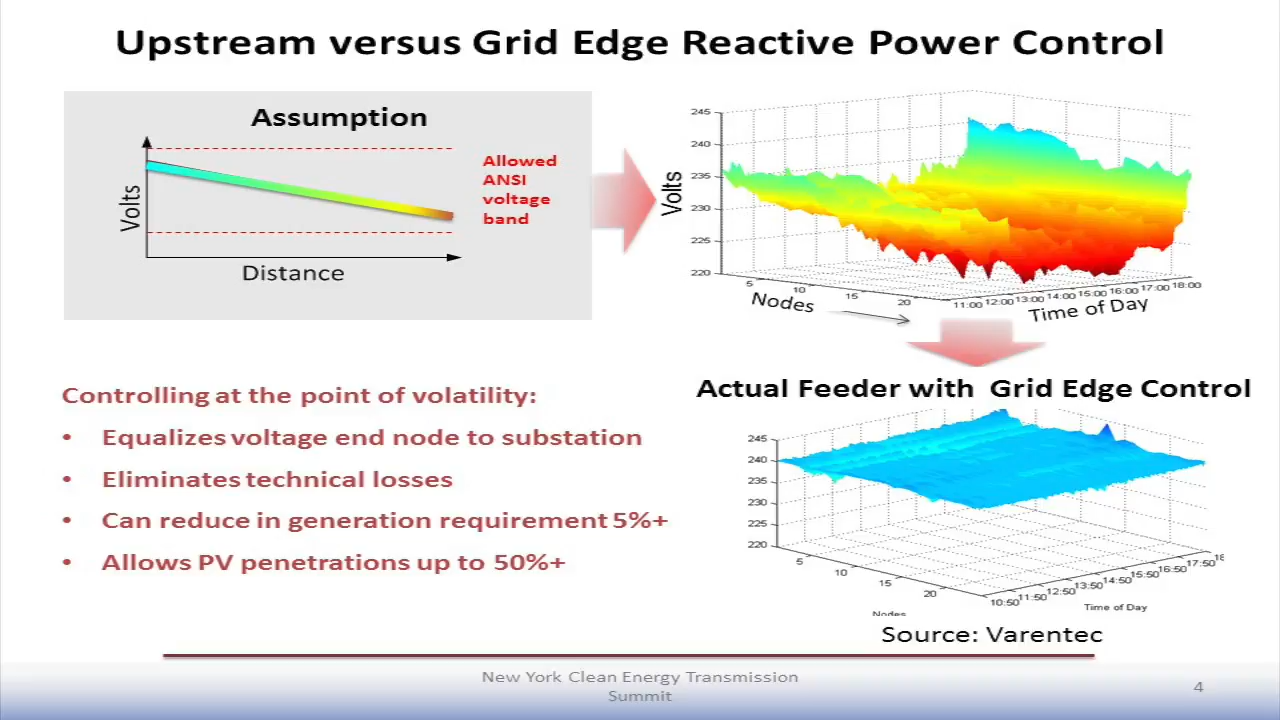 Upstream versus Grid Edge Reactive Power Control
Assumption
Volts
Distance
Allowed
ANSI
voltage
band
245
240
235
230
225
220
Volts
5
10
15
20
Nodes
11:00 12:00 13:00 14:00 15:00 16:00 17:00 18:00
Time of Day
Controlling at the point of volatility:
• Equalizes voltage end node to substation
• Eliminates technical losses
• Can reduce in generation requirement 5%+
• Allows PV penetrations up to 50%+
Actual Feeder with Grid Edge Control
245
240
235
230
225
220
5
10
15
20
Nodes
10:50 11:50 12:50 13:50 14:50 15:50 16:50 17:50 18
Time of Day
Source: Varentec
New York Clean Energy Transmission
Summit
4